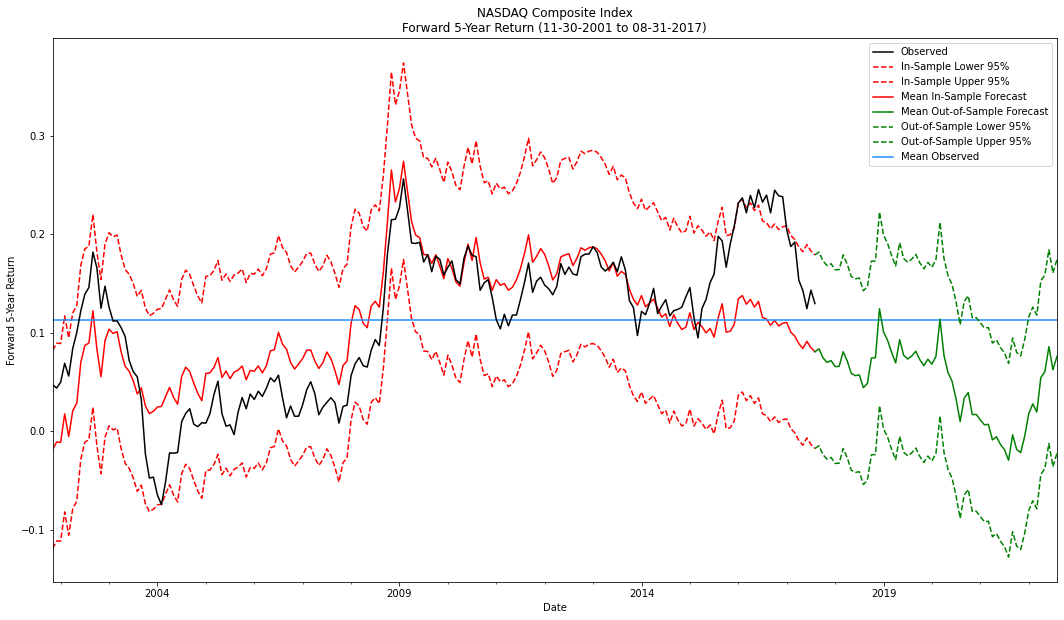 NASDAQ Composite Index
Forward 5-Year Return (11-30-2001 to 08-31-2017)
Observed
In-Sample Lower 95%
In-Sample Upper 95%
Mean In-Sample Forecast
Mean Out-of-Sample Forecast
Out-of-Sample Lower 95%
Out-of-Sample Upper 95%
Mean Observed
Forward 5-Year Return
0.3
0.2
0.1
0.0
−0.1
2004
2009
2014
2019
Date